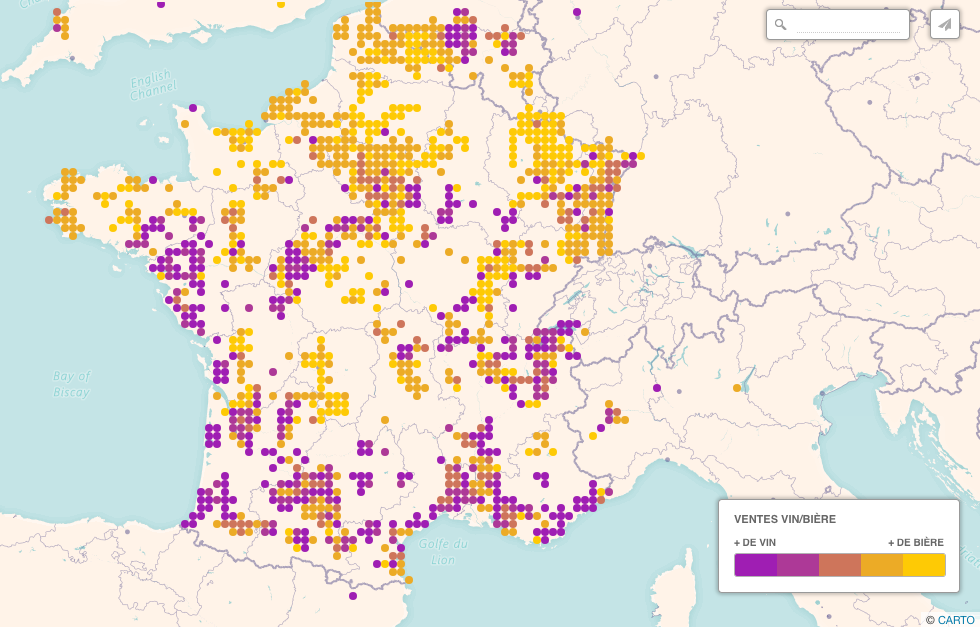 English
Channel
Bay of
Biscay
Golfe du
Lion
VENTES VIN/BIÈRE
+ DE VIN + DE BIÈRE
© CARTO